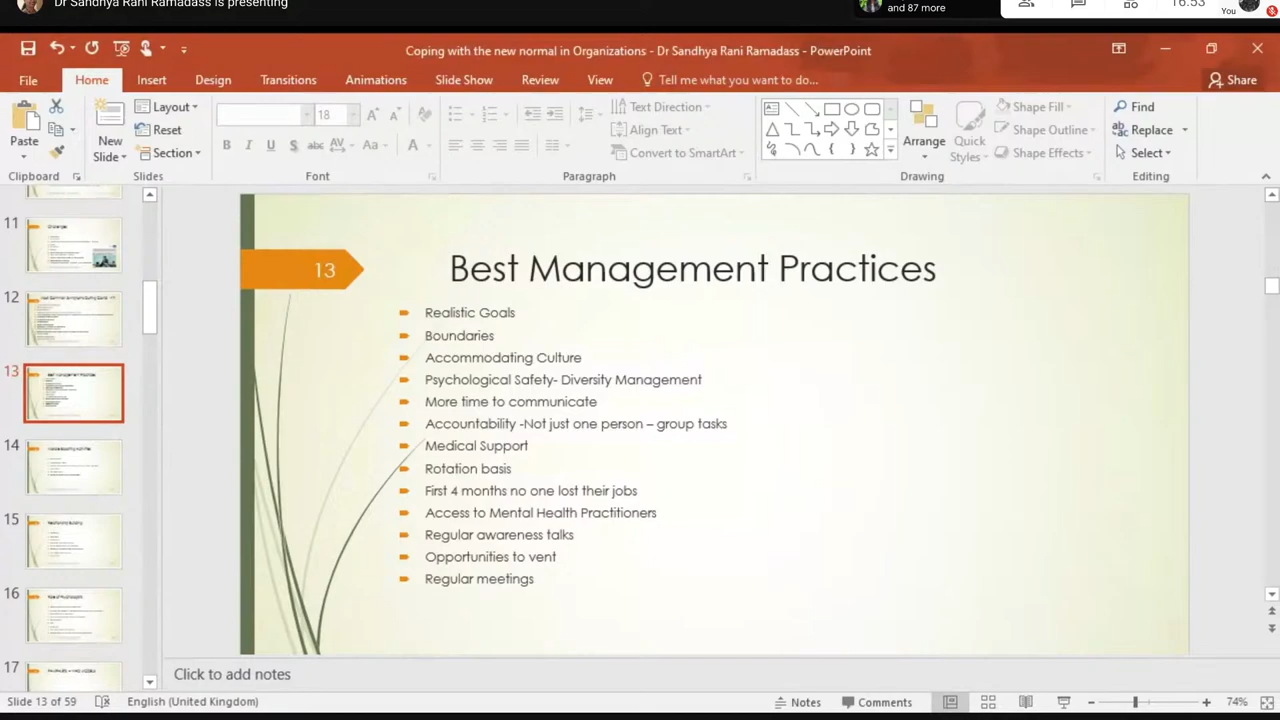 Dr Sandhya Rani Ramadass is presenting
and 87 more
16:53
You
Coping with the new normal in Organizations - Dr Sandhya Rani Ramadass - PowerPoint
File Home Insert Design Transitions Animations Slide Show Review View Tell me what you want to do... Share
Paste
New
Slide
Layout
Reset
Section
18
B I U S abc AV Aa A
Text Direction
Align Text
Convert to SmartArt
Arrange
Quick
Styles
Shape Fill
Shape Outline
Shape Effects
Find
Replace
Select
Clipboard Slides Font Paragraph Drawing Editing
11
12
13
14
15
16
17
13
Best Management Practices
Realistic Goals
Boundaries
Accommodating Culture
Psychological Safety- Diversity Management
More time to communicate
Accountability -Not just one person – group tasks
Medical Support
Rotation basis
First 4 months no one lost their jobs
Access to Mental Health Practitioners
Regular awareness talks
Opportunities to vent
Regular meetings
Click to add notes
Slide 13 of 59 English (United Kingdom) Notes Comments 74%